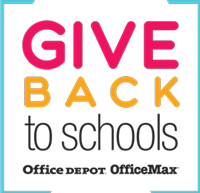 GIVE
BACK
to schools
Office DEPOT. OfficeMax